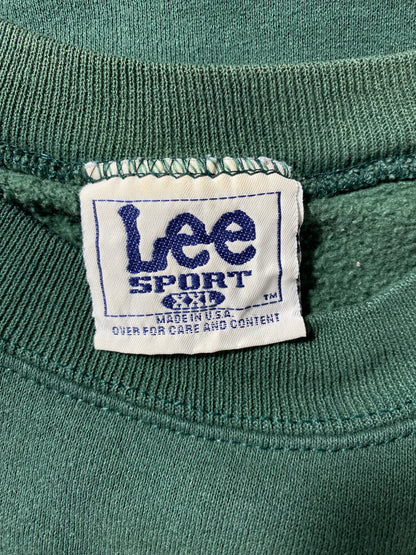 Lee
SPORT
XXL
TM
MADE IN U.S.A.
OVER FOR CARE AND CONTENT